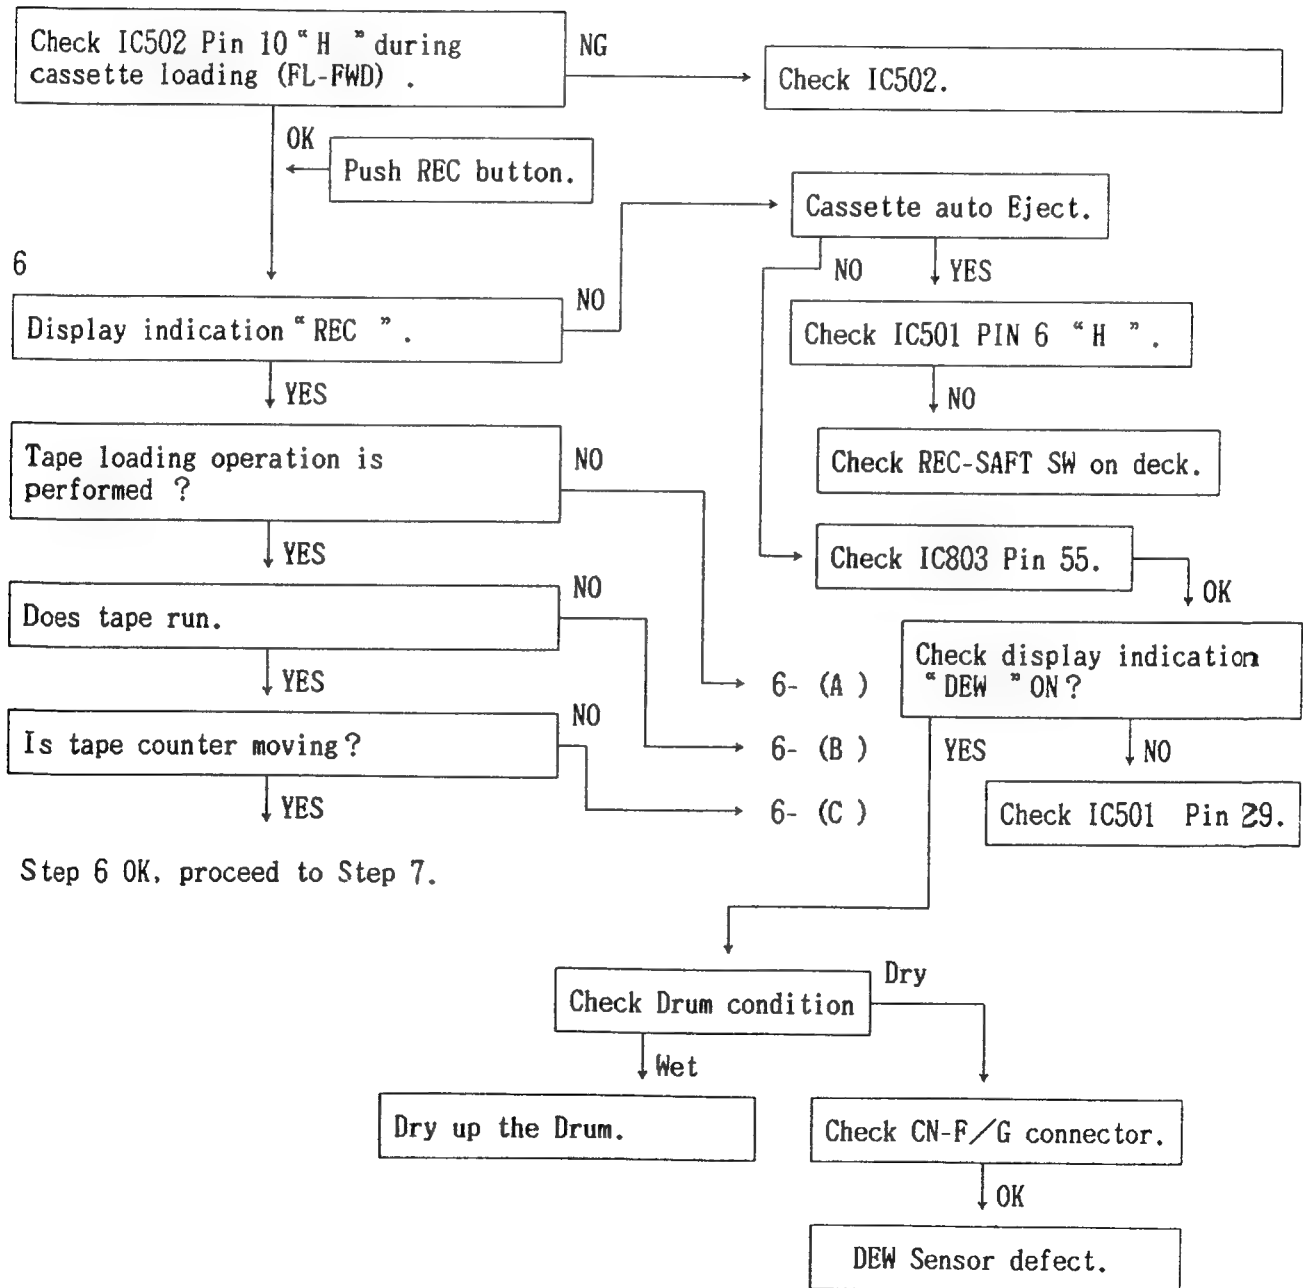 Check IC502 Pin 10 “H ” during
cassette loading (FL-FWD) .
NG
Check IC502.
OK
Push REC button.
Cassette auto Eject.
NO
YES
6
Display indication “REC ”.
NO
Check IC501 PIN 6 “H ”.
YES
NO
Tape loading operation is
performed ?
NO
Check REC-SAFT SW on deck.
YES
Check IC803 Pin 55.
OK
Does tape run.
NO
Check display indication
“DEW ”ON?
YES
6- (A )
Is tape counter moving?
NO
6- (B )
YES
NO
YES
6- (C )
Check IC501 Pin 29.
Step 6 OK, proceed to Step 7.
Check Drum condition
Dry
Wet
Dry up the Drum.
Check CN-F/G connector.
OK
DEW Sensor defect.